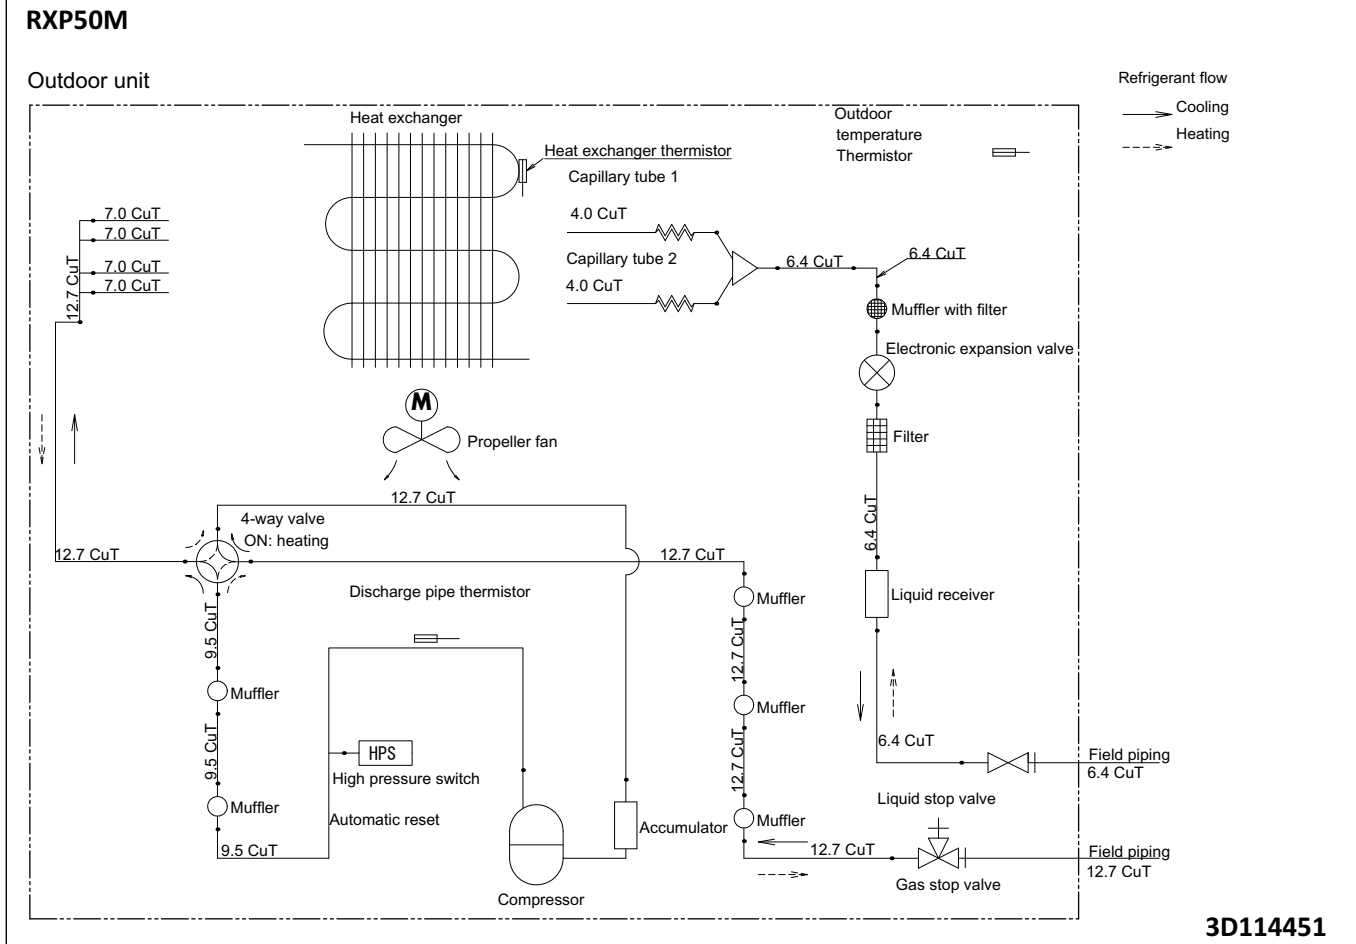 RXP50M
Outdoor unit
Refrigerant flow
Cooling
Heating
Heat exchanger
Outdoor
temperature
Thermistor
Heat exchanger thermistor
Capillary tube 1
7.0 CuT
7.0 CuT
7.0 CuT
7.0 CuT
12.7 CuT
4.0 CuT
Capillary tube 2
4.0 CuT
6.4 CuT
6.4 CuT
Muffler with filter
Electronic expansion valve
M
Propeller fan
Filter
12.7 CuT
4-way valve
ON: heating
12.7 CuT
12.7 CuT
6.4 CuT
Discharge pipe thermistor
Muffler
Liquid receiver
9.5 CuT
12.7 CuT
Muffler
Muffler
9.5 CuT
HPS
High pressure switch
12.7 CuT
6.4 CuT
Field piping
6.4 CuT
Liquid stop valve
Muffler
Automatic reset
Accumulator
Muffler
9.5 CuT
12.7 CuT
Field piping
12.7 CuT
Gas stop valve
Compressor
3D114451